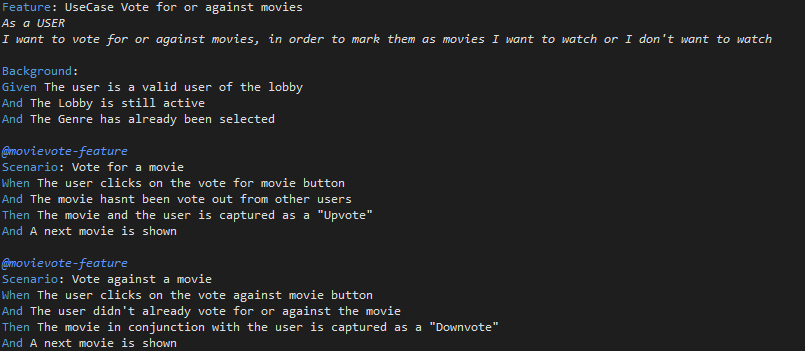 Feature: UseCase Vote for or against movies
As a USER
I want to vote for or against movies, in order to mark them as movies I want to watch or I don't want to watch
Background:
Given The user is a valid user of the lobby
And The Lobby is still active
And The Genre has already been selected
@movievote-feature
Scenario: Vote for a movie
When The user clicks on the vote for movie button
And The movie hasnt been vote out from other users
Then The movie and the user is captured as a "Upvote"
And A next movie is shown
@movievote-feature
Scenario: Vote against a movie
When The user clicks on the vote against movie button
And The user didn't already vote for or against the movie
Then The movie in conjunction with the user is captured as a "Downvote"
And A next movie is shown